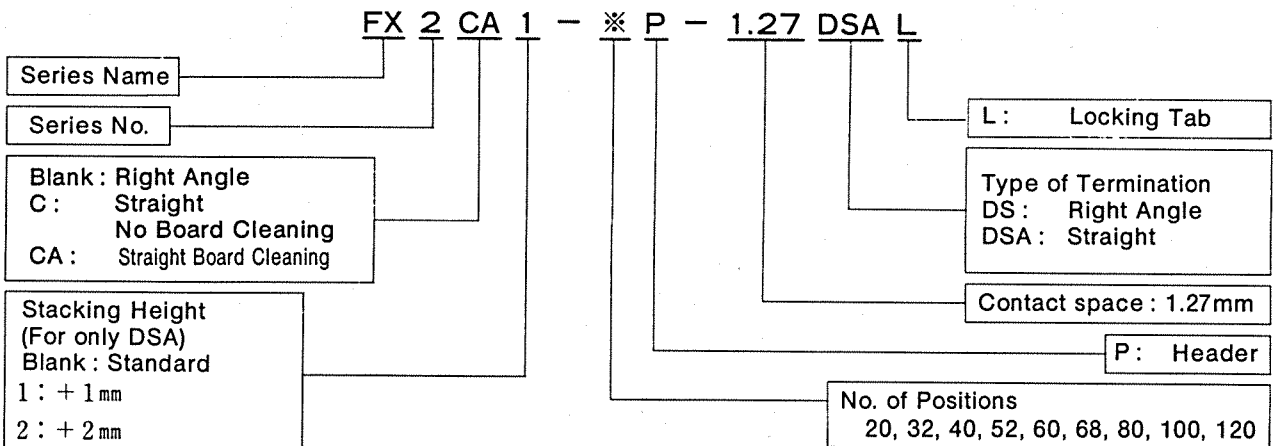 FX 2 CA 1 - ※ P - 1.27 DSA L
Series Name
Series No.
Blank : Right Angle
C : Straight
No Board Cleaning
CA : Straight Board Cleaning
Stacking Height
(For only DSA)
Blank : Standard
1 : + 1 mm
2 : + 2 mm
L : Locking Tab
Type of Termination
DS : Right Angle
DSA : Straight
Contact space : 1.27mm
P : Header
No. of Positions
20, 32, 40, 52, 60, 68, 80, 100, 120